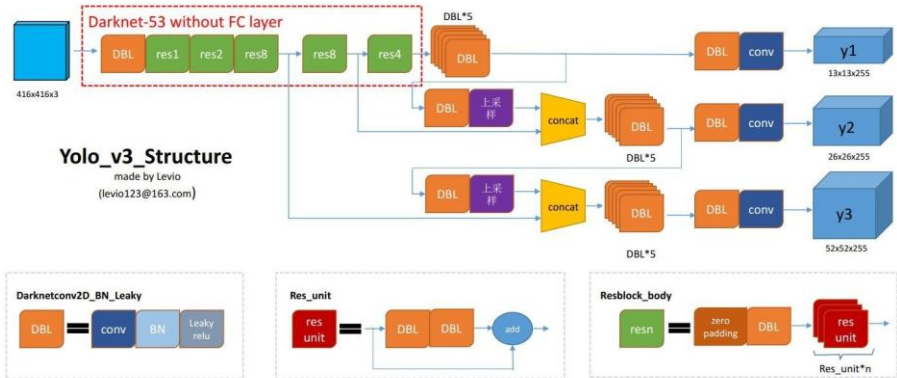 Darknet-53 without FC layer
DBL*5
DBL
res1
res2
res8
res8
res4
DBL
DBL
conv
y1
13x13x255
416x416x3
DBL
上采样
concat
DBL
DBL*5
DBL
conv
y2
26x26x255
Yolo_v3_Structure
made by Levio
(levio123@163.com)
DBL
上采样
concat
DBL
DBL*5
DBL
conv
y3
52x52x255
Darknetconv2D_BN_Leaky
DBL
=
conv
BN
Leaky
relu
Res_unit
res
unit
=
DBL
DBL
add
Resblock_body
resn
=
zero
padding
DBL
res
unit
Res_unit*n